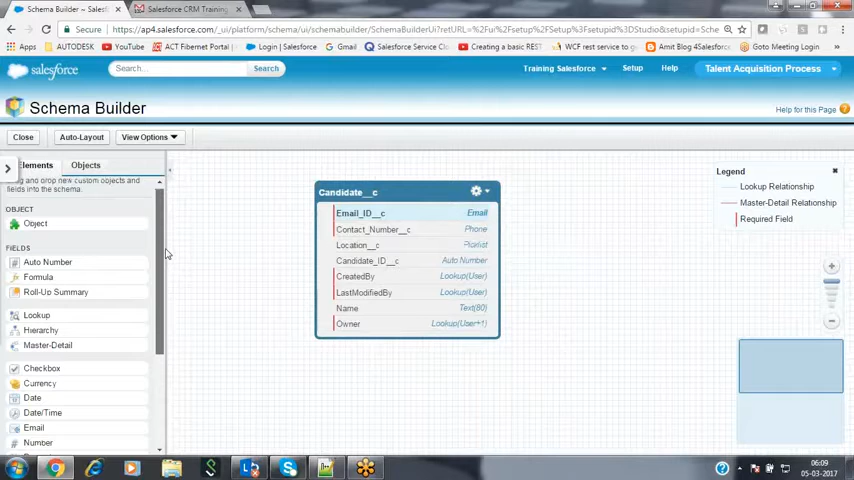 Schema Builder ~ Salesf
Salesforce CRM Training
Secure
https://ap4.salesforce.com/_ui/platform/schema/ui/schemabuilder/SchemaBuilderUi?retURL=%2Fui%2Fsetup%2FSetup%3Fsetupid%3DStudio&setupid=Sche
Apps AUTODESK YouTube ACT Fibernet Portal Login | Salesforce Gmail Salesforce Service Cl Creating a basic REST WCF rest service to g Amit Blog 4Salesforce Goto Meeting Login
salesforce
Search...
Search
Training Salesforce Setup Help Talent Acquisition Process
Schema Builder
Help for this Page
Close Auto-Layout View Options
Elements Objects
Drag and drop new custom objects and
fields into the schema.
OBJECT
Object
FIELDS
Auto Number
Formula
Roll-Up Summary
Lookup
Hierarchy
Master-Detail
Checkbox
Currency
Date
Date/Time
Email
Number
Candidate__c
Email_ID__c Email
Contact_Number__c Phone
Location__c Picklist
Candidate_ID__c Auto Number
CreatedBy Lookup(User)
LastModifiedBy Lookup(User)
Name Text(80)
Owner Lookup(User+1)
Legend
Lookup Relationship
Master-Detail Relationship
Required Field
06:09
05-03-2017